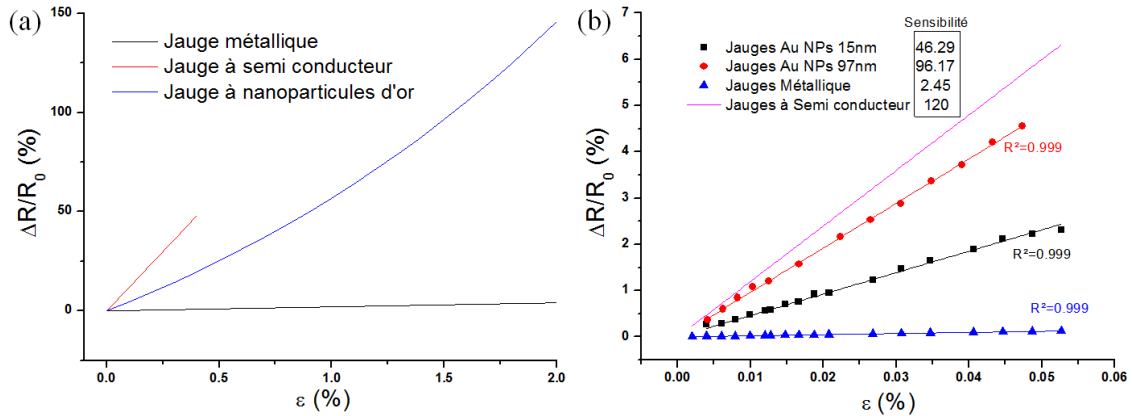 (a)
150
100
50
0
ΔR/R0 (%)
Jauge métallique
Jauge à semi conducteur
Jauge à nanoparticules d'or
0.0
0.5
1.0
1.5
2.0
ε (%)
(b)
7
6
5
4
3
2
1
0
ΔR/R0 (%)
Sensibilité
Jauges Au NPs 15nm 46.29
Jauges Au NPs 97nm 96.17
Jauges Métallique 2.45
Jauges à Semi conducteur 120
R²=0.999
R²=0.999
R²=0.999
0.00
0.01
0.02
0.03
0.04
0.05
0.06
ε (%)